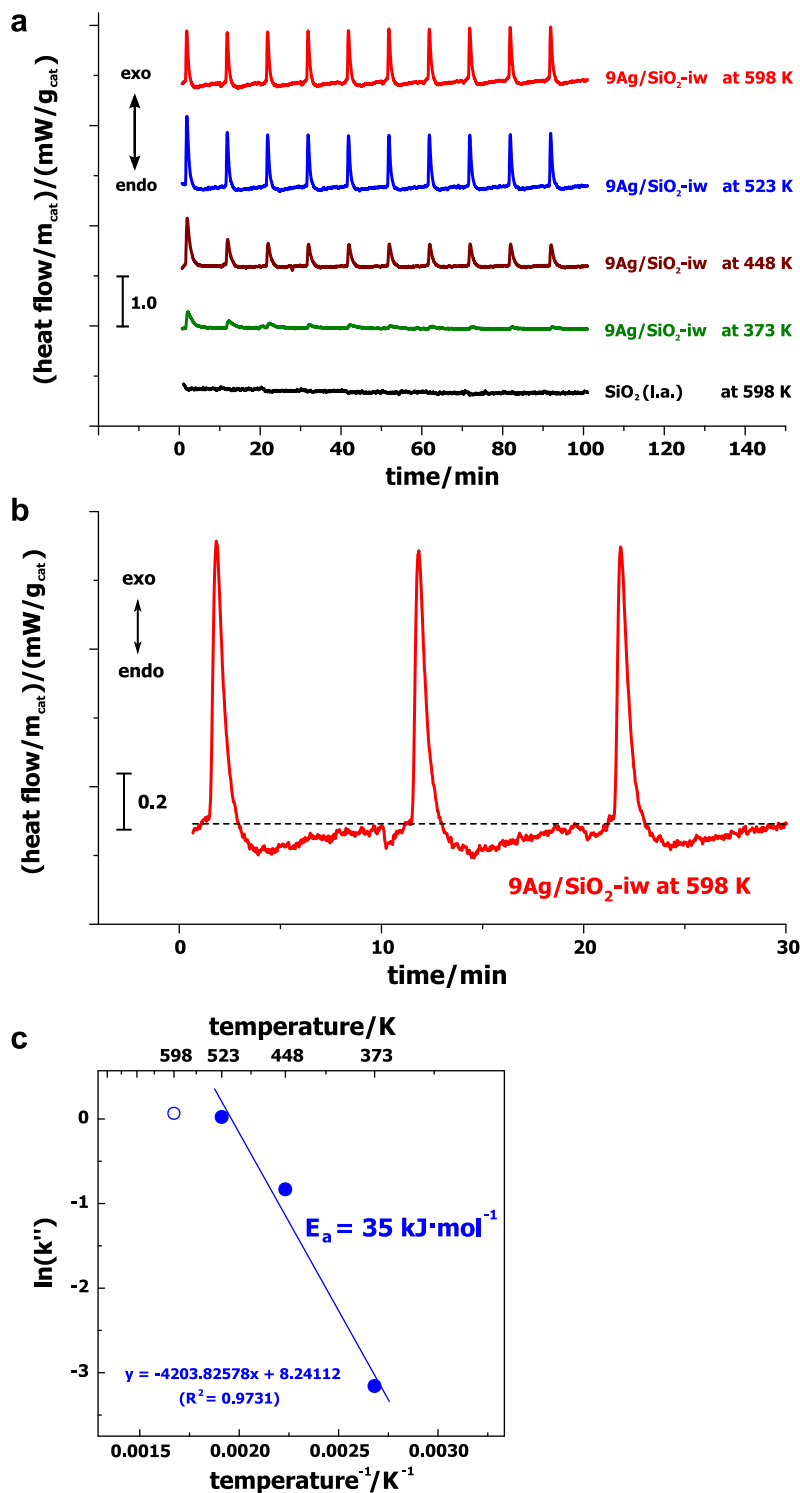 a
exo
endo
1.0
(heat flow/m_cat)/(mW/g_cat)
9Ag/SiO₂-iw at 598 K
9Ag/SiO₂-iw at 523 K
9Ag/SiO₂-iw at 448 K
9Ag/SiO₂-iw at 373 K
SiO₂ (l.a.) at 598 K
0 20 40 60 80 100 120 140
time/min
b
exo
endo
0.2
(heat flow/m_cat)/(mW/g_cat)
9Ag/SiO₂-iw at 598 K
0 10 20 30
time/min
c
temperature/K
598 523 448 373
0
-1
-2
-3
ln(k'')
Eₐ = 35 kJ·mol⁻¹
y = -4203.82578x + 8.24112
(R² = 0.9731)
0.0015 0.0020 0.0025 0.0030
temperature⁻¹/K⁻¹